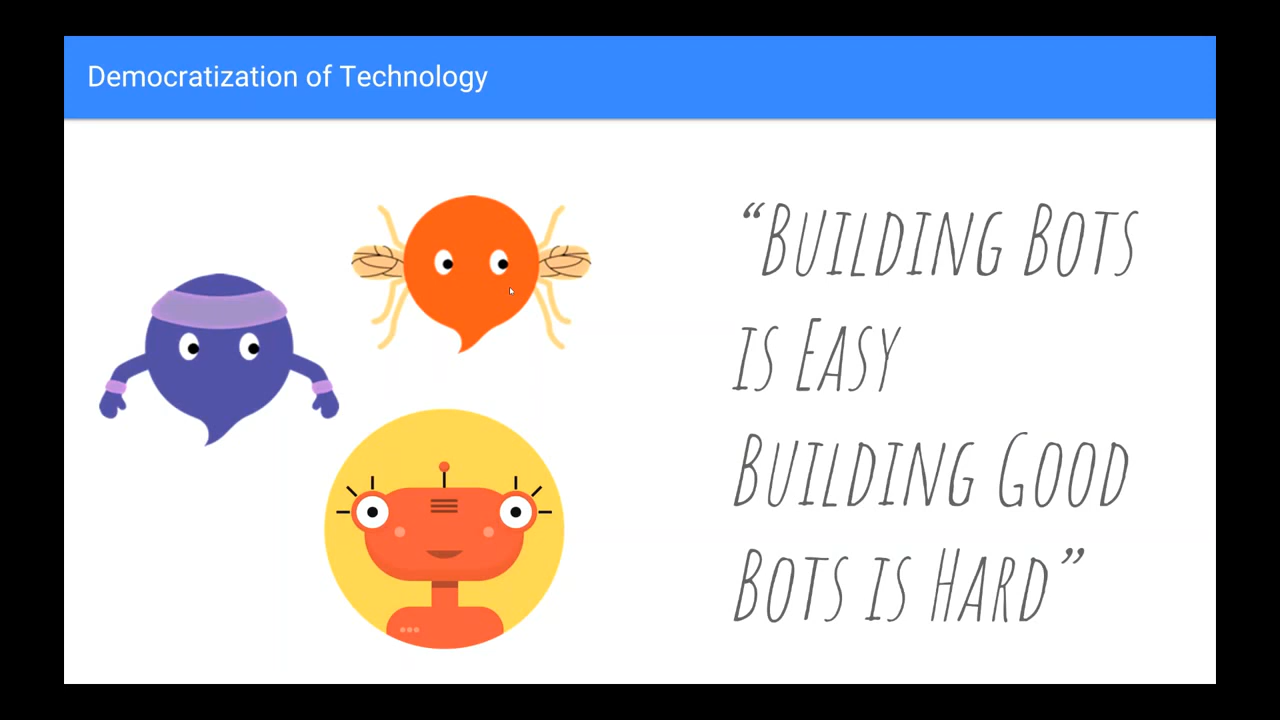 Democratization of Technology
“Building Bots
is Easy
Building Good
Bots is Hard”